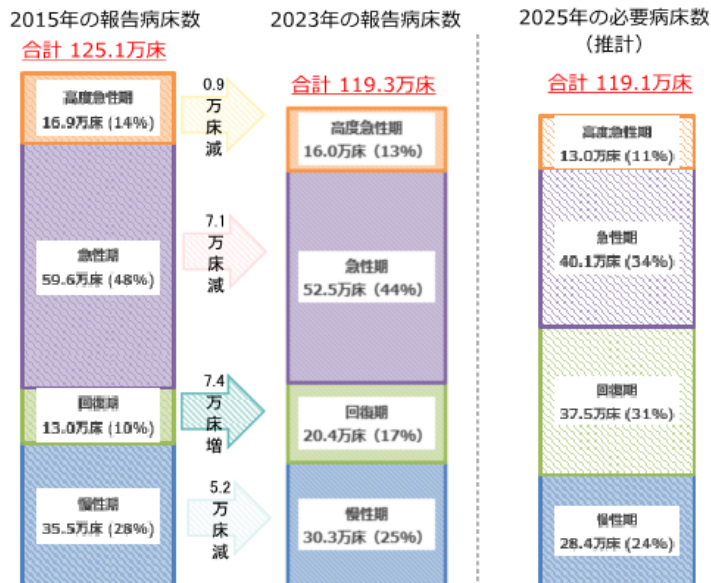 2015年の報告病床数
合計 125.1万床
高度急性期
16.9万床 (14%)
急性期
59.6万床 (48%)
回復期
13.0万床 (10%)
慢性期
35.5万床 (28%)
0.9
万
床
減
7.1
万
床
減
7.4
万
床
増
5.2
万
床
減
2023年の報告病床数
合計 119.3万床
高度急性期
16.0万床（13%）
急性期
52.5万床（44%）
回復期
20.4万床（17%）
慢性期
30.3万床（25%）
2025年の必要病床数
（推計）
合計 119.1万床
高度急性期
13.0万床 (11%)
急性期
40.1万床 (34%)
回復期
37.5万床 (31%)
慢性期
28.4万床 (24%)